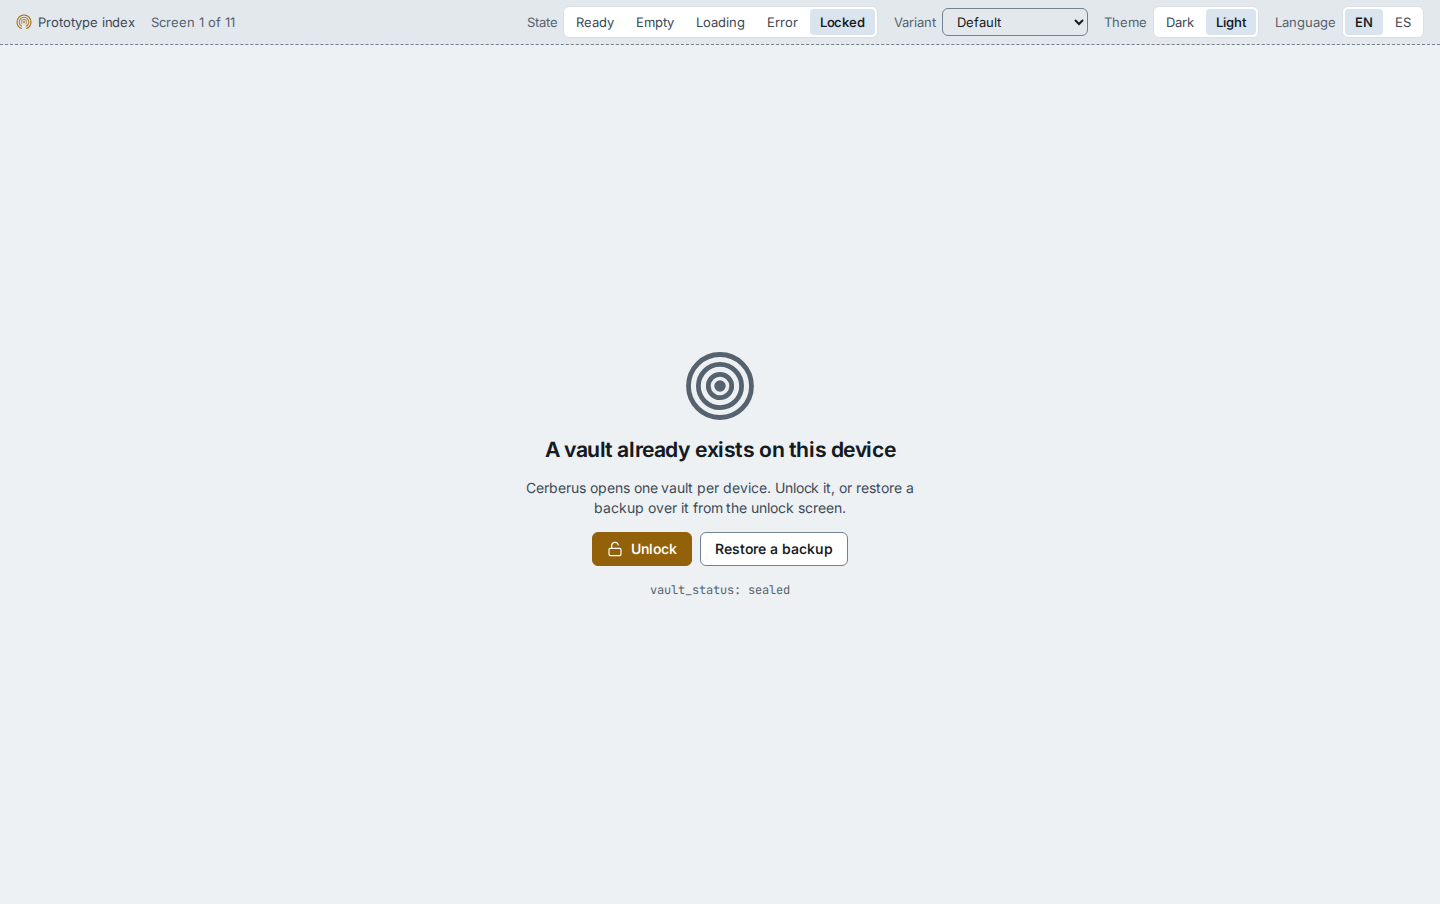 Prototype index Screen 1 of 11 State Ready Empty Loading Error Locked Variant Default Theme Dark Light Language EN ES
A vault already exists on this device
Cerberus opens one vault per device. Unlock it, or restore a
backup over it from the unlock screen.
Unlock Restore a backup
vault_status: sealed